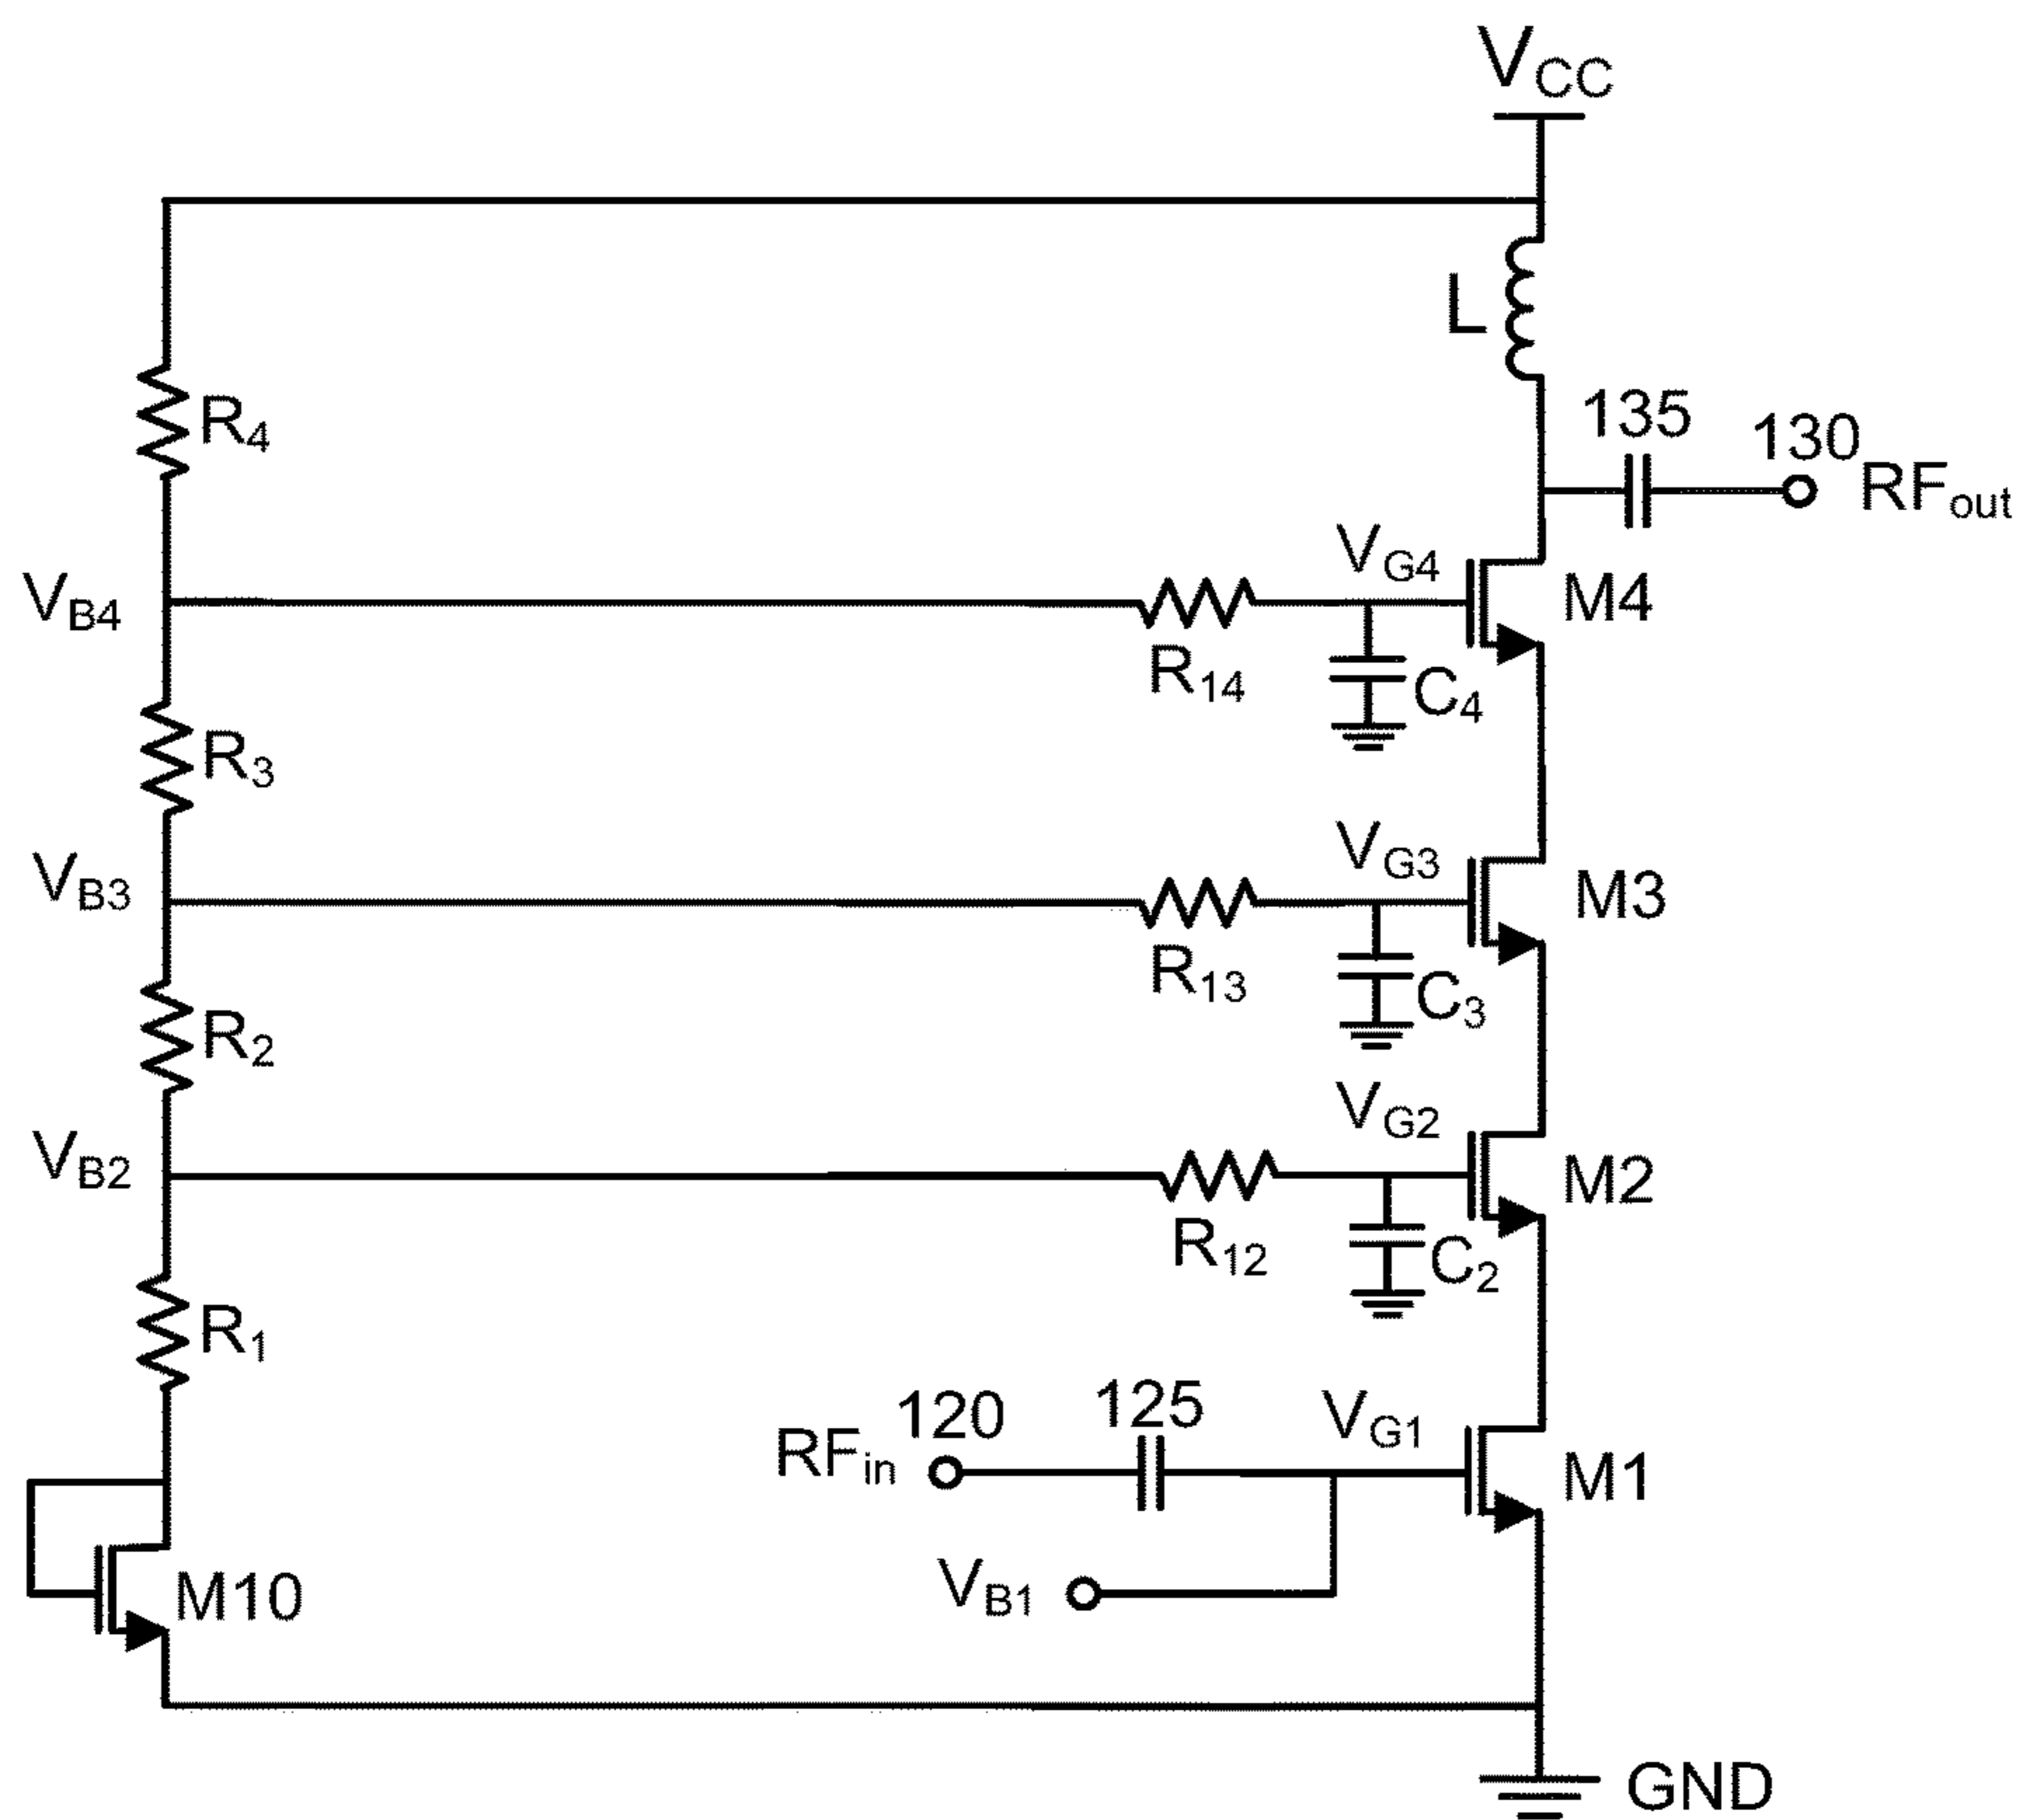 VCC
L
R4
135
130
RFout
VG4
VB4
M4
R14
C4
R3
VG3
VB3
M3
R13
C3
R2
VG2
VB2
M2
R12
C2
R1
120
125
VG1
RFin
M1
VB1
M10
GND